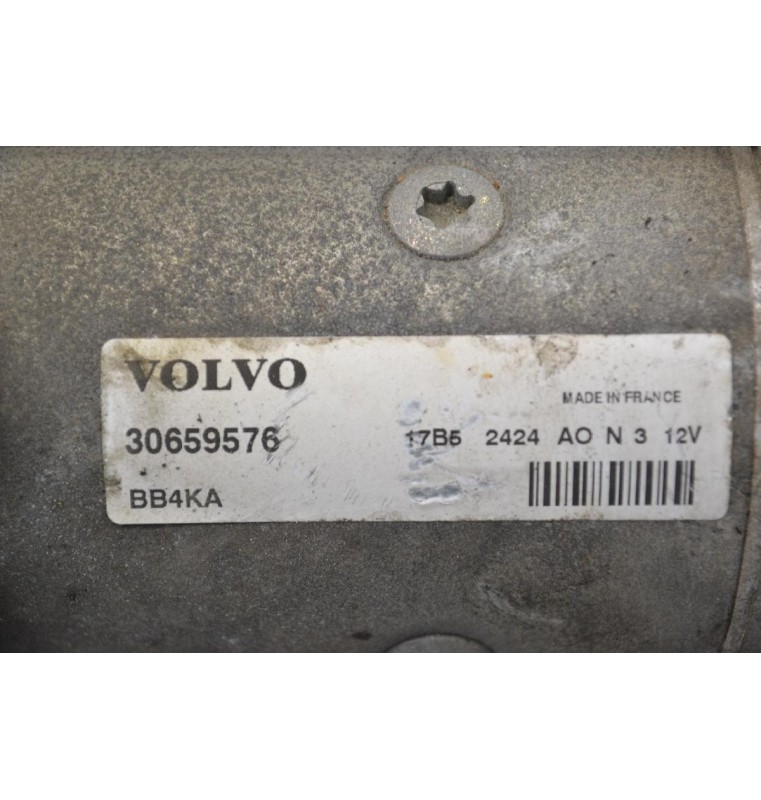 VOLVO
MADE IN FRANCE
30659576 17B5 2424 AO N 3 12V
BB4KA